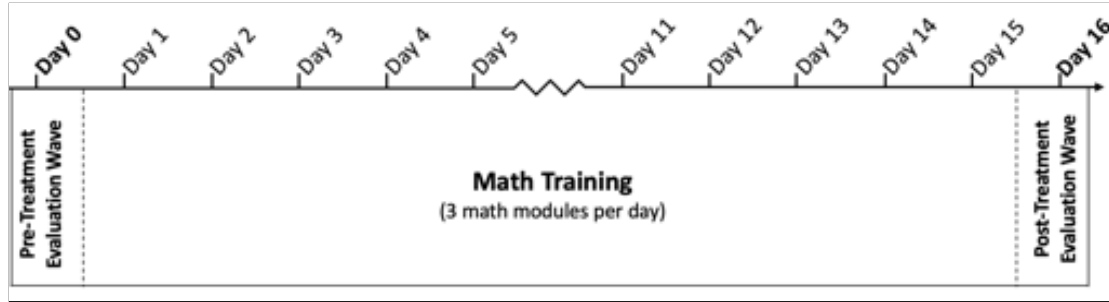 Day 0
Day 1
Day 2
Day 3
Day 4
Day 5
Day 11
Day 12
Day 13
Day 14
Day 15
Day 16
Pre-Treatment
Evaluation Wave
Math Training
(3 math modules per day)
Post-Treatment
Evaluation Wave